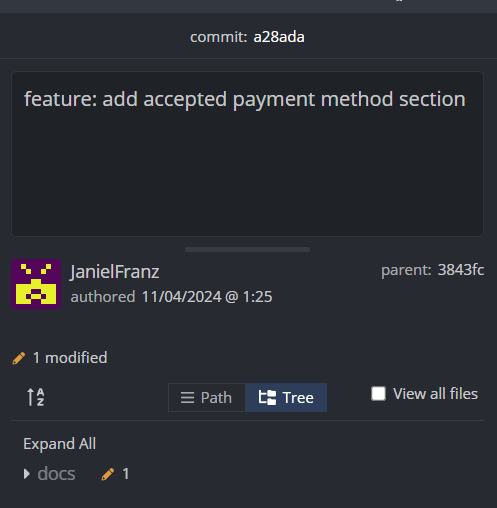 commit: a28ada
feature: add accepted payment method section
JanielFranz
parent: 3843fc
authored 11/04/2024 @ 1:25
1 modified
A Z
Path
Tree
View all files
Expand All
docs 1